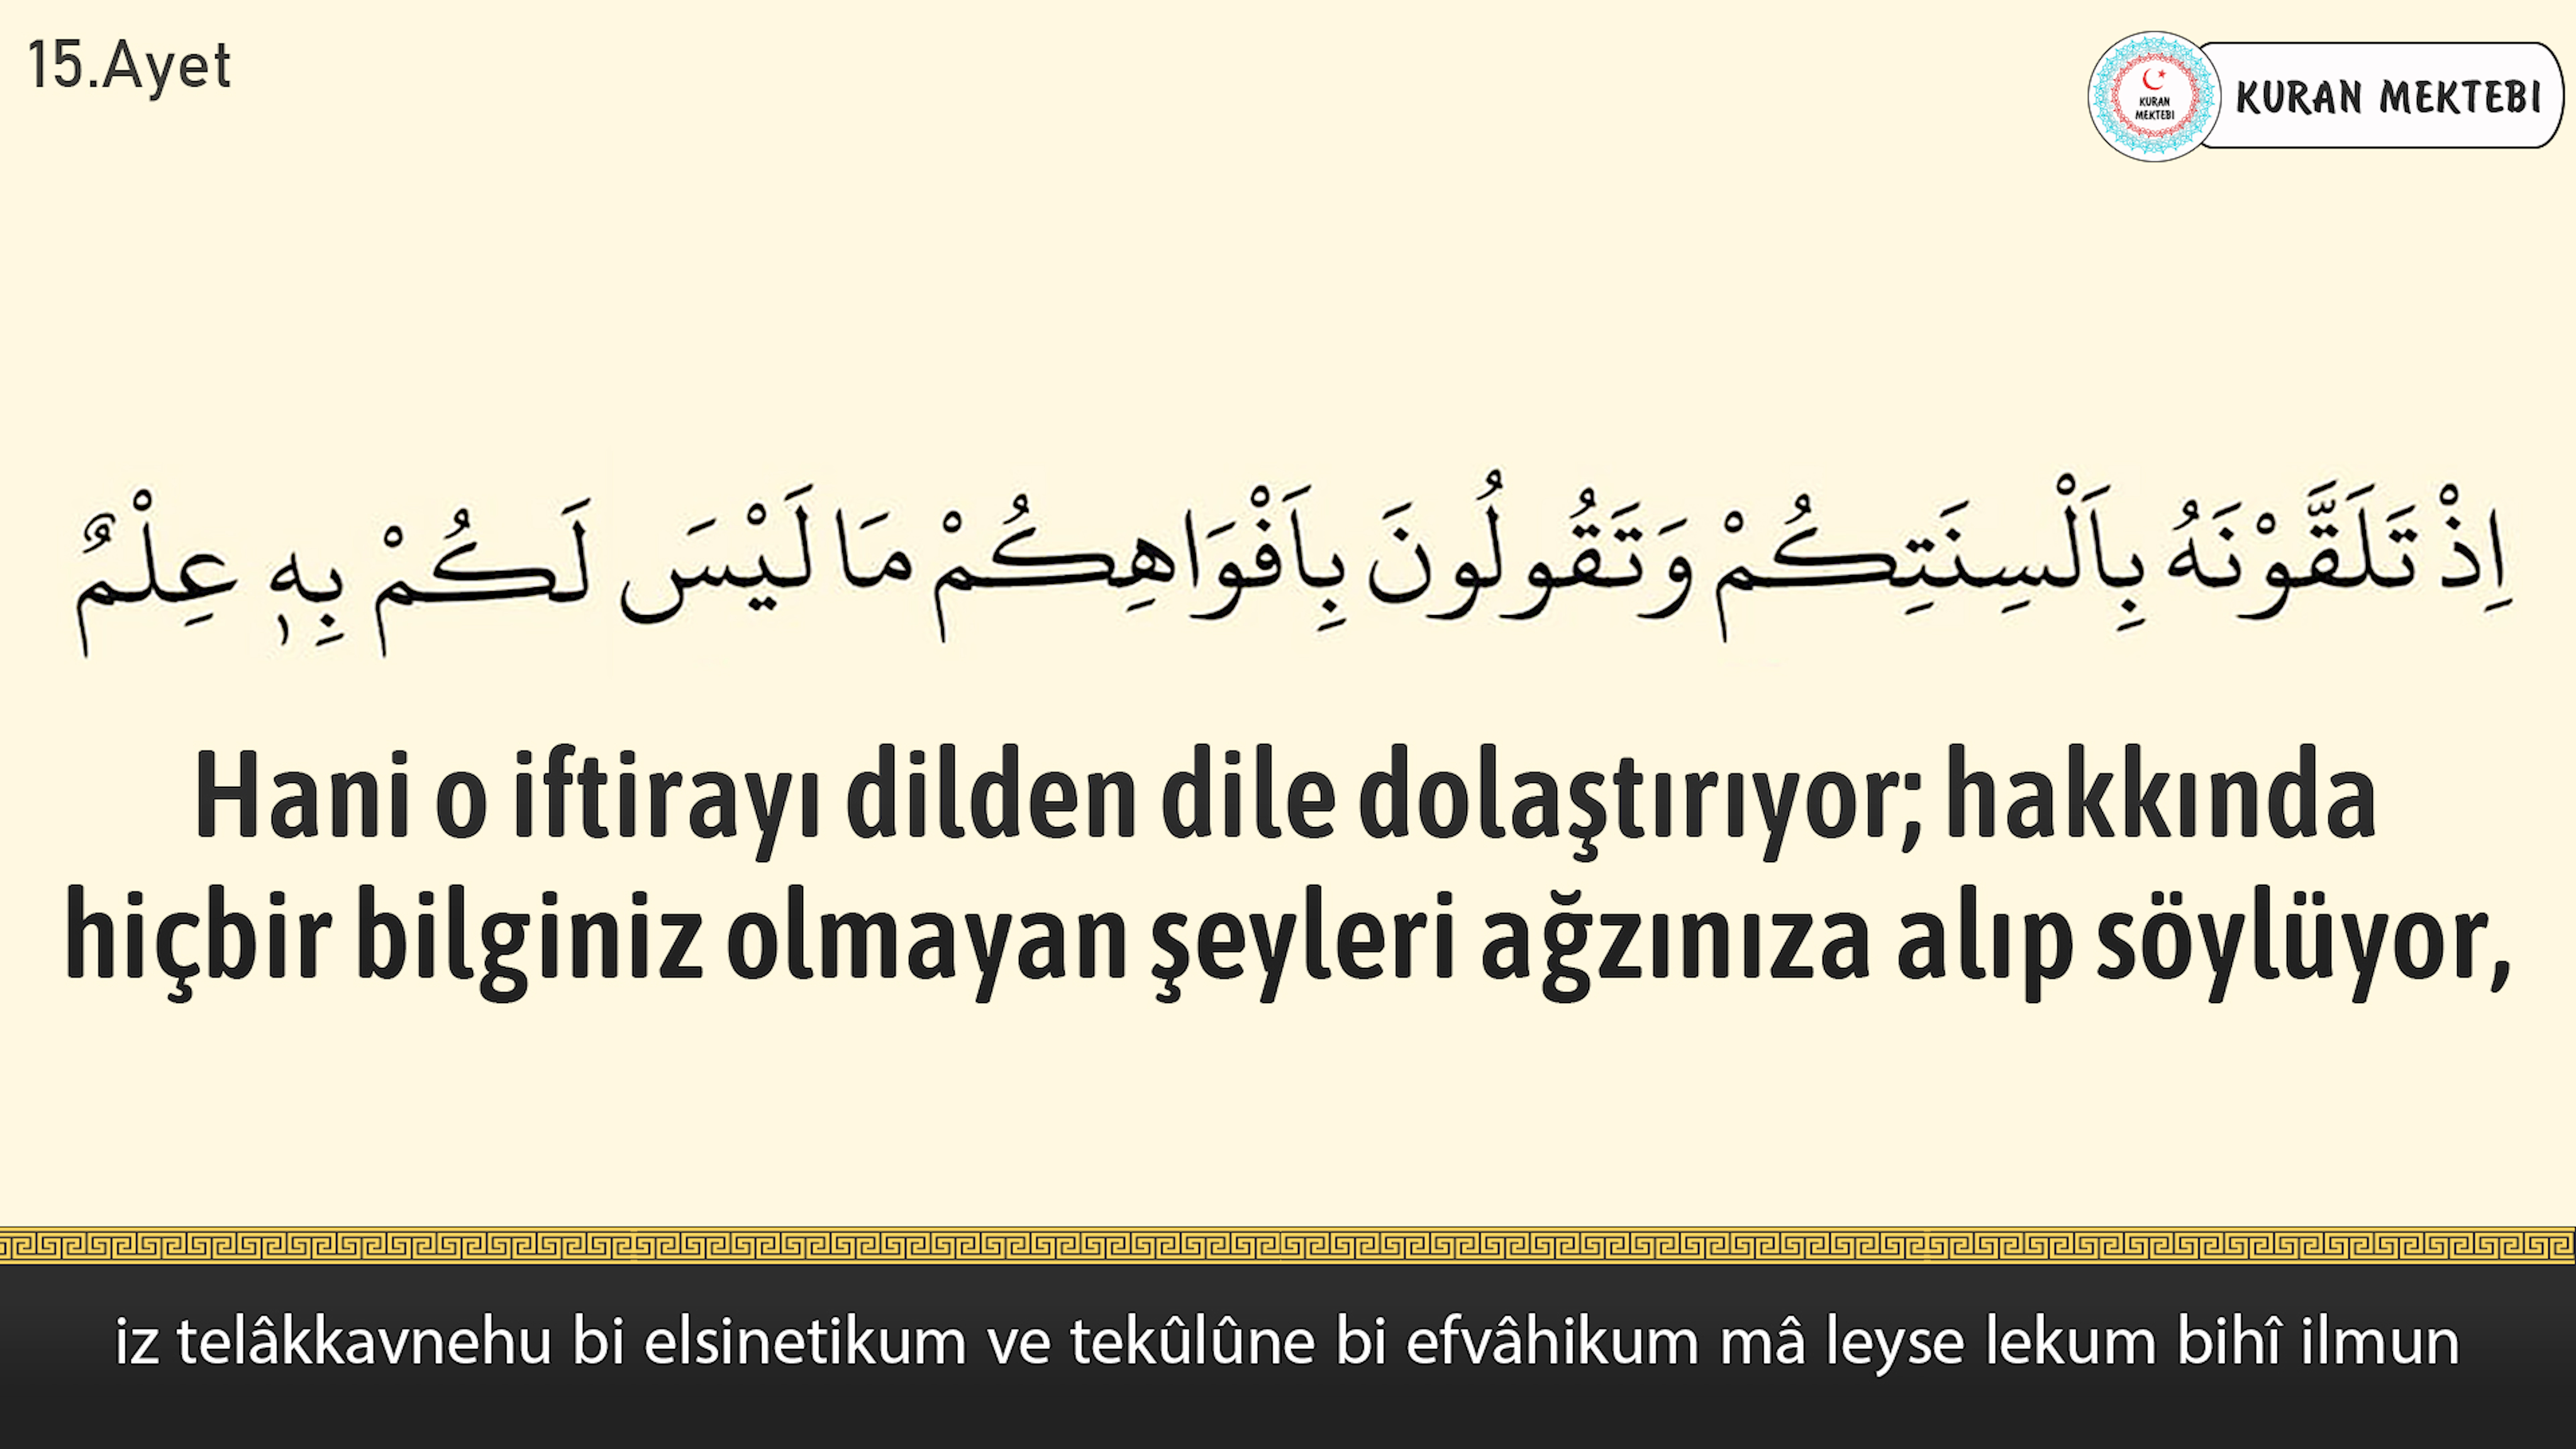 15.Ayet
KURAN
MEKTEBI
KURAN MEKTEBI
اِذْ تَلَقَّوْنَهُ بِاَلْسِنَتِكُمْ وَتَقُولُونَ بِاَفْوَاهِكُمْ مَا لَيْسَ لَكُمْ بِهٖ عِلْمٌ
Hani o iftirayı dilden dile dolaştırıyor; hakkında
hiçbir bilginiz olmayan şeyleri ağzınıza alıp söylüyor,
iz telâkkavnehu bi elsinetikum ve tekûlûne bi efvâhikum mâ leyse lekum bihî ilmun